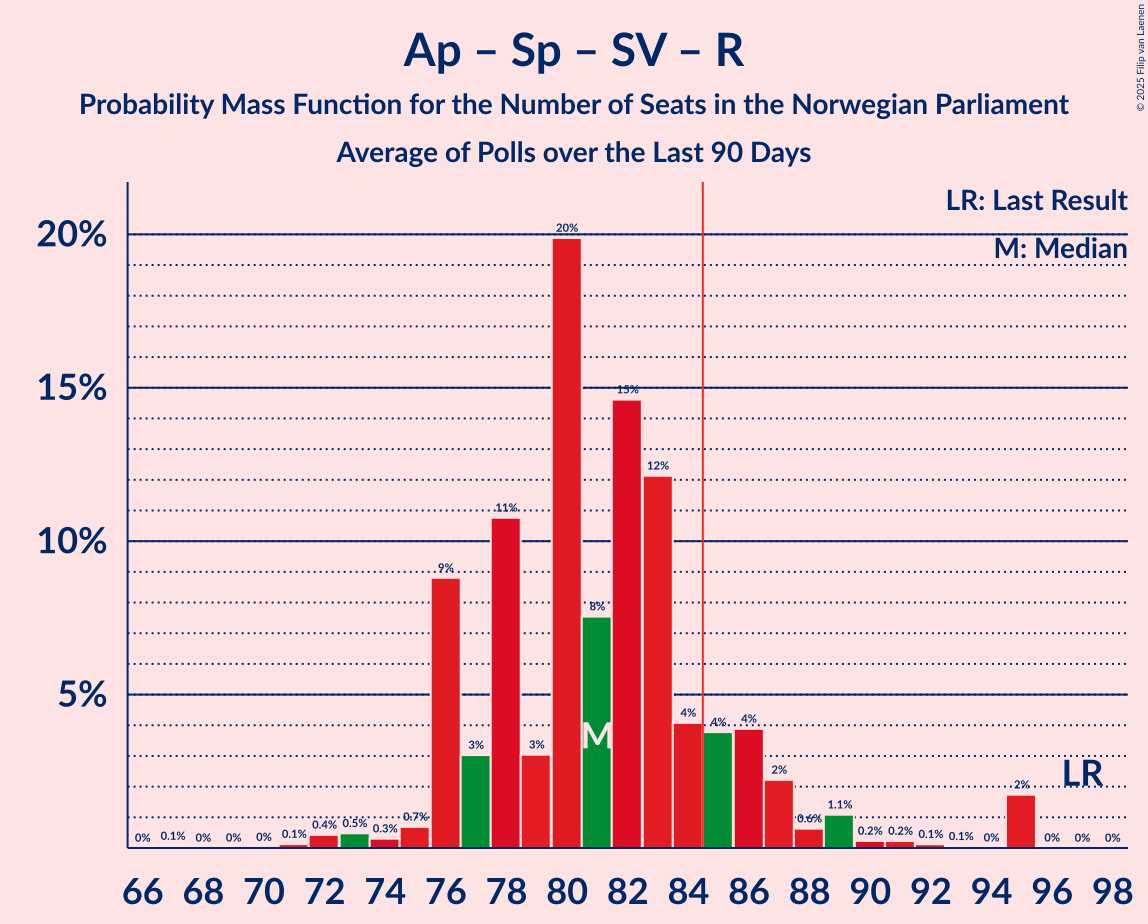 Ap – Sp – SV – R
Probability Mass Function for the Number of Seats in the Norwegian Parliament
Average of Polls over the Last 90 Days
© 2025 Filip van Laenen
LR: Last Result
M: Median
20%
15%
10%
5%
0% 0.1% 0% 0% 0% 0.1% 0.4% 0.5% 0.3% 0.7% 9% 3% 11% 3% 20% 8% 15% 12% 4% 4% 4% 2% 0.6% 1.1% 0.2% 0.2% 0.1% 0.1% 0% 2% 0% 0% 0%
M
LR
66 68 70 72 74 76 78 80 82 84 86 88 90 92 94 96 98